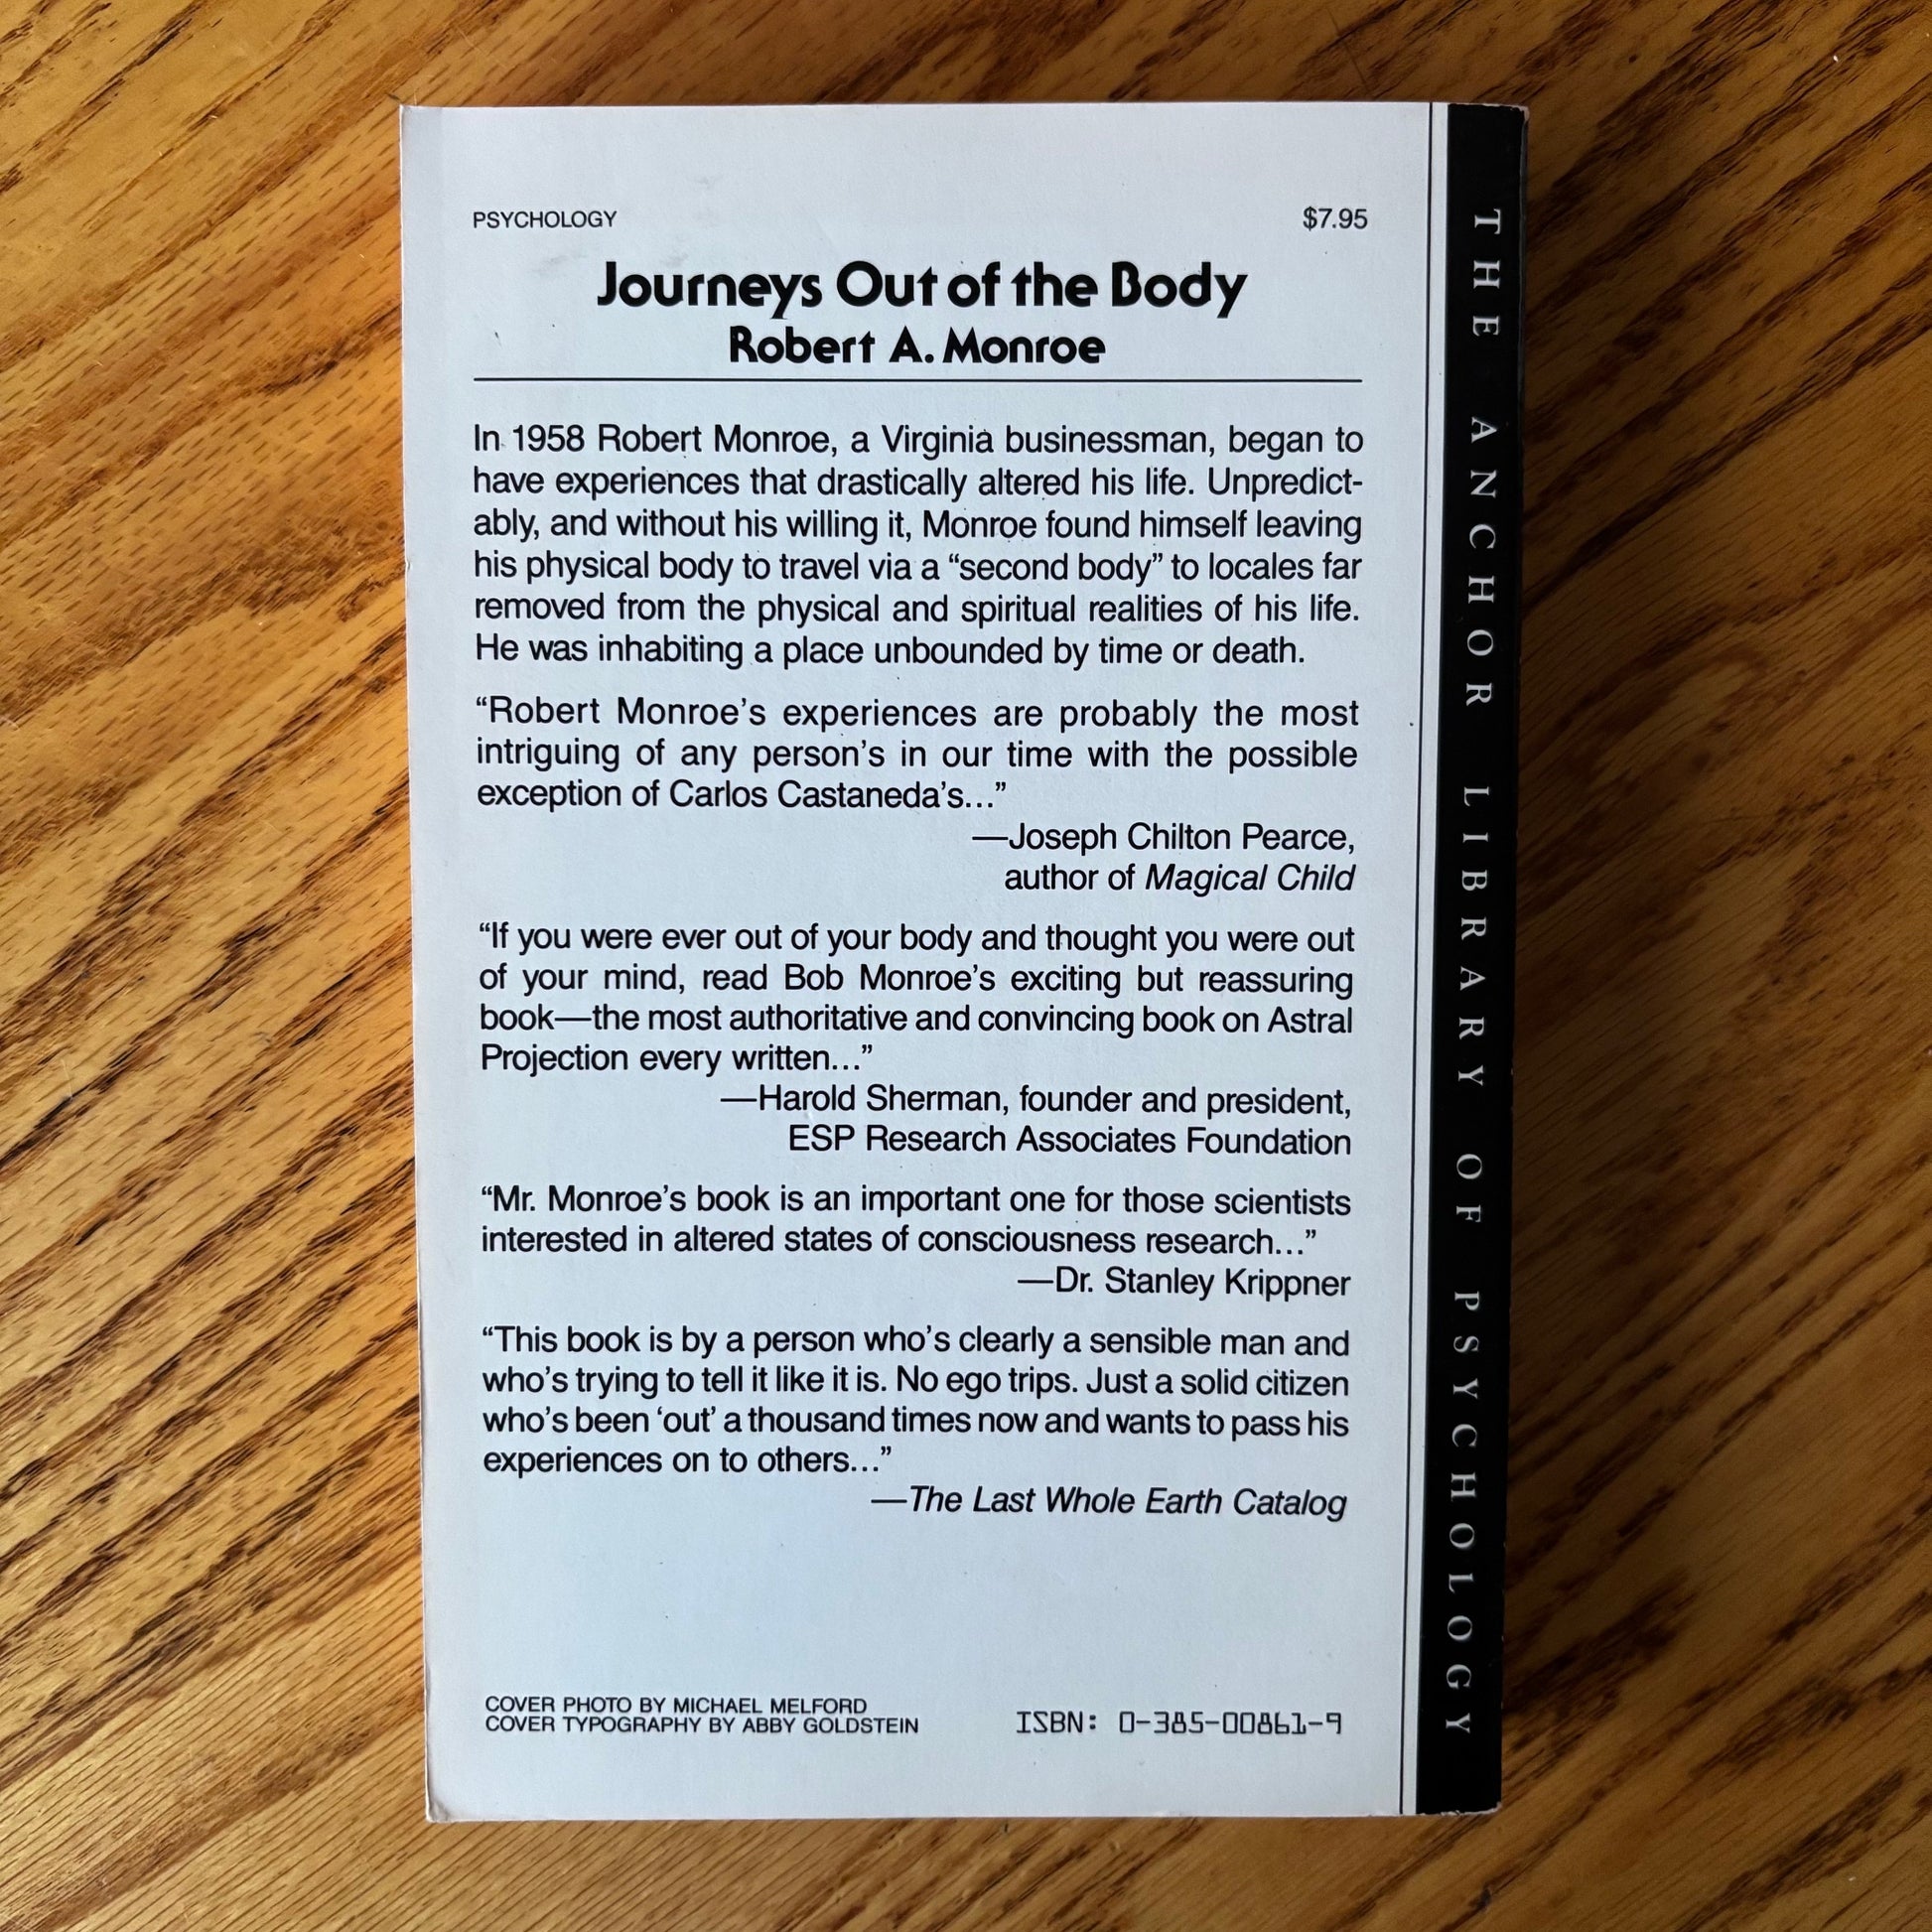 PSYCHOLOGY $7.95
Journeys Out of the Body
Robert A. Monroe
In 1958 Robert Monroe, a Virginia businessman, began to
have experiences that drastically altered his life. Unpredict-
ably, and without his willing it, Monroe found himself leaving
his physical body to travel via a “second body” to locales far
removed from the physical and spiritual realities of his life.
He was inhabiting a place unbounded by time or death.
“Robert Monroe’s experiences are probably the most
intriguing of any person’s in our time with the possible
exception of Carlos Castaneda’s...”
—Joseph Chilton Pearce,
author of Magical Child
“If you were ever out of your body and thought you were out
of your mind, read Bob Monroe’s exciting but reassuring
book—the most authoritative and convincing book on Astral
Projection every written...”
—Harold Sherman, founder and president,
ESP Research Associates Foundation
“Mr. Monroe’s book is an important one for those scientists
interested in altered states of consciousness research...”
—Dr. Stanley Krippner
“This book is by a person who’s clearly a sensible man and
who’s trying to tell it like it is. No ego trips. Just a solid citizen
who’s been ‘out’ a thousand times now and wants to pass his
experiences on to others...”
—The Last Whole Earth Catalog
COVER PHOTO BY MICHAEL MELFORD
COVER TYPOGRAPHY BY ABBY GOLDSTEIN
ISBN: 0-385-00861-9
THE ANCHOR LIBRARY OF PSYCHOLOGY